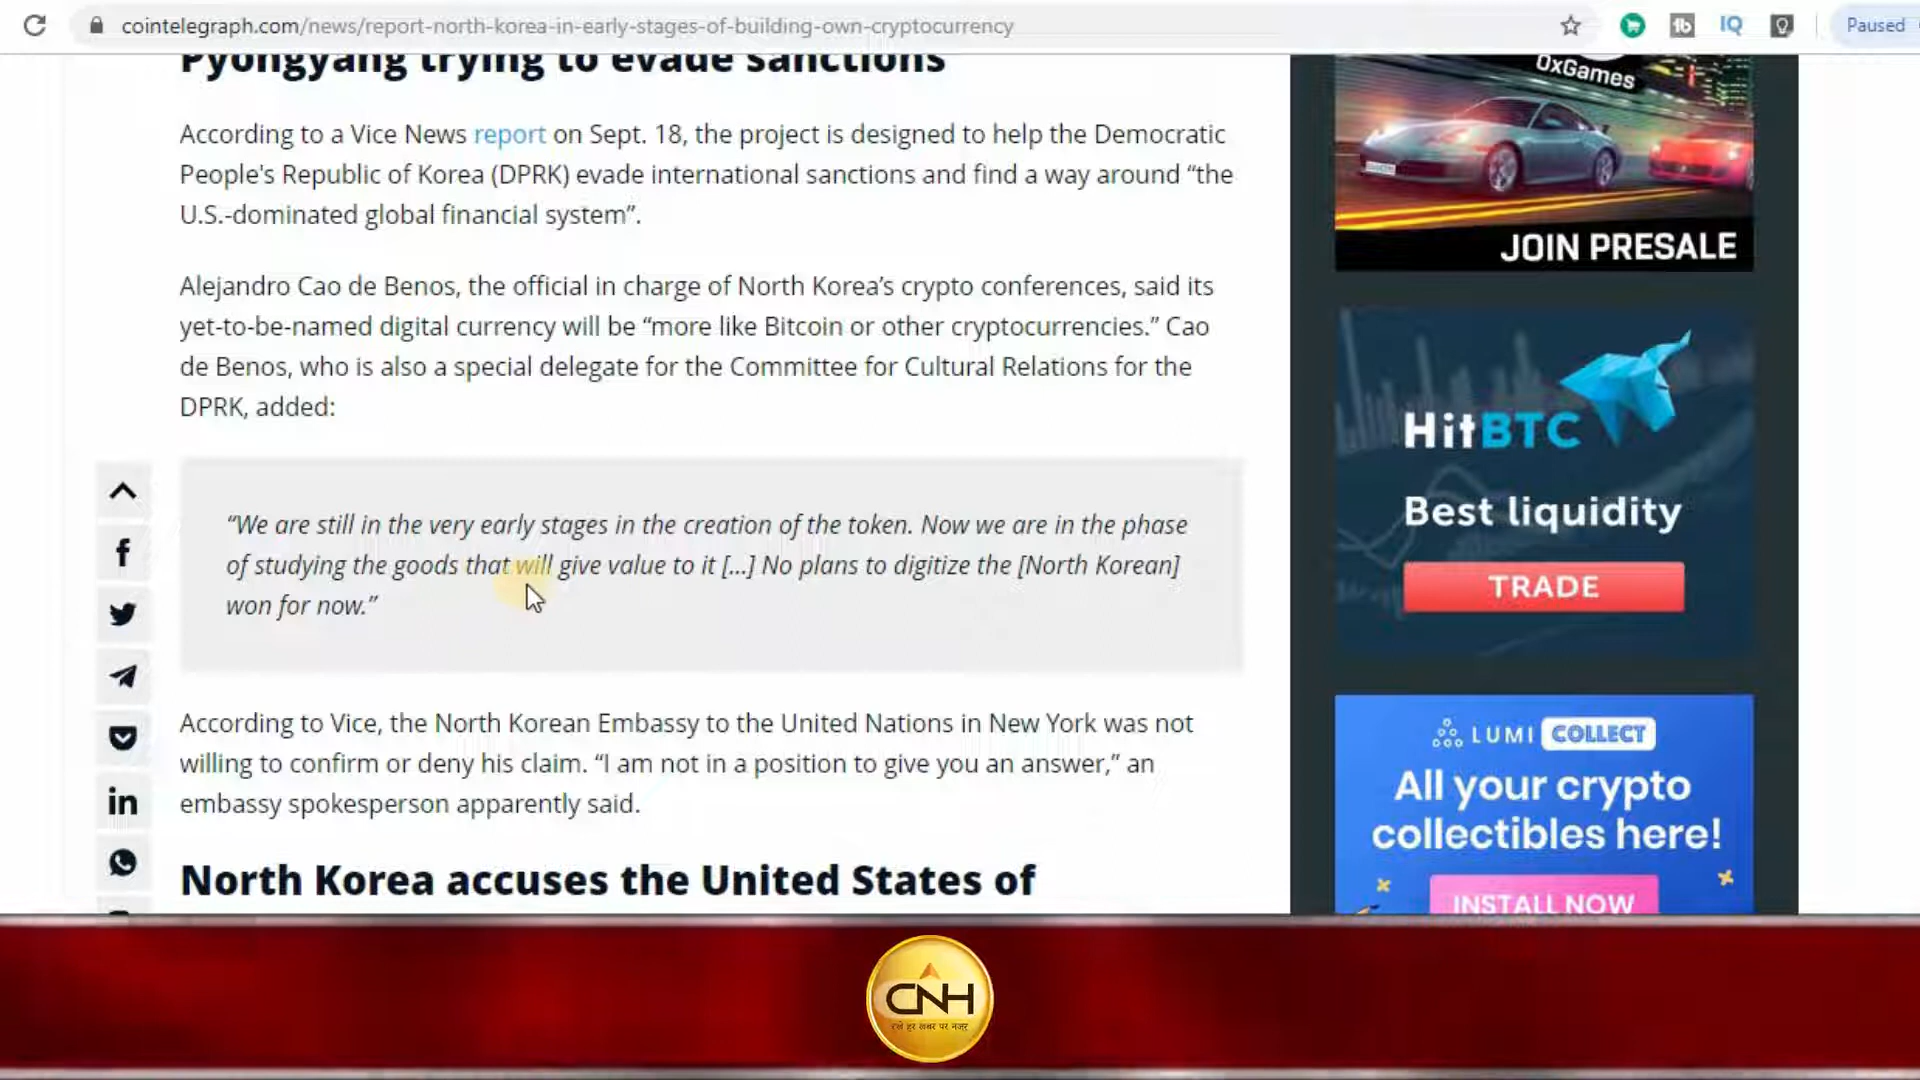 cointelegraph.com/news/report-north-korea-in-early-stages-of-building-own-cryptocurrency
Paused
Pyongyang trying to evade sanctions
According to a Vice News report on Sept. 18, the project is designed to help the Democratic
People's Republic of Korea (DPRK) evade international sanctions and find a way around “the
U.S.-dominated global financial system”.
Alejandro Cao de Benos, the official in charge of North Korea’s crypto conferences, said its
yet-to-be-named digital currency will be “more like Bitcoin or other cryptocurrencies.” Cao
de Benos, who is also a special delegate for the Committee for Cultural Relations for the
DPRK, added:
“We are still in the very early stages in the creation of the token. Now we are in the phase
of studying the goods that will give value to it [...] No plans to digitize the [North Korean]
won for now.”
According to Vice, the North Korean Embassy to the United Nations in New York was not
willing to confirm or deny his claim. “I am not in a position to give you an answer,” an
embassy spokesperson apparently said.
North Korea accuses the United States of
0xGames
JOIN PRESALE
HitBTC
Best liquidity
TRADE
LUMI COLLECT
All your crypto
collectibles here!
INSTALL NOW
CNH
रखे हर खबर पर नज़र